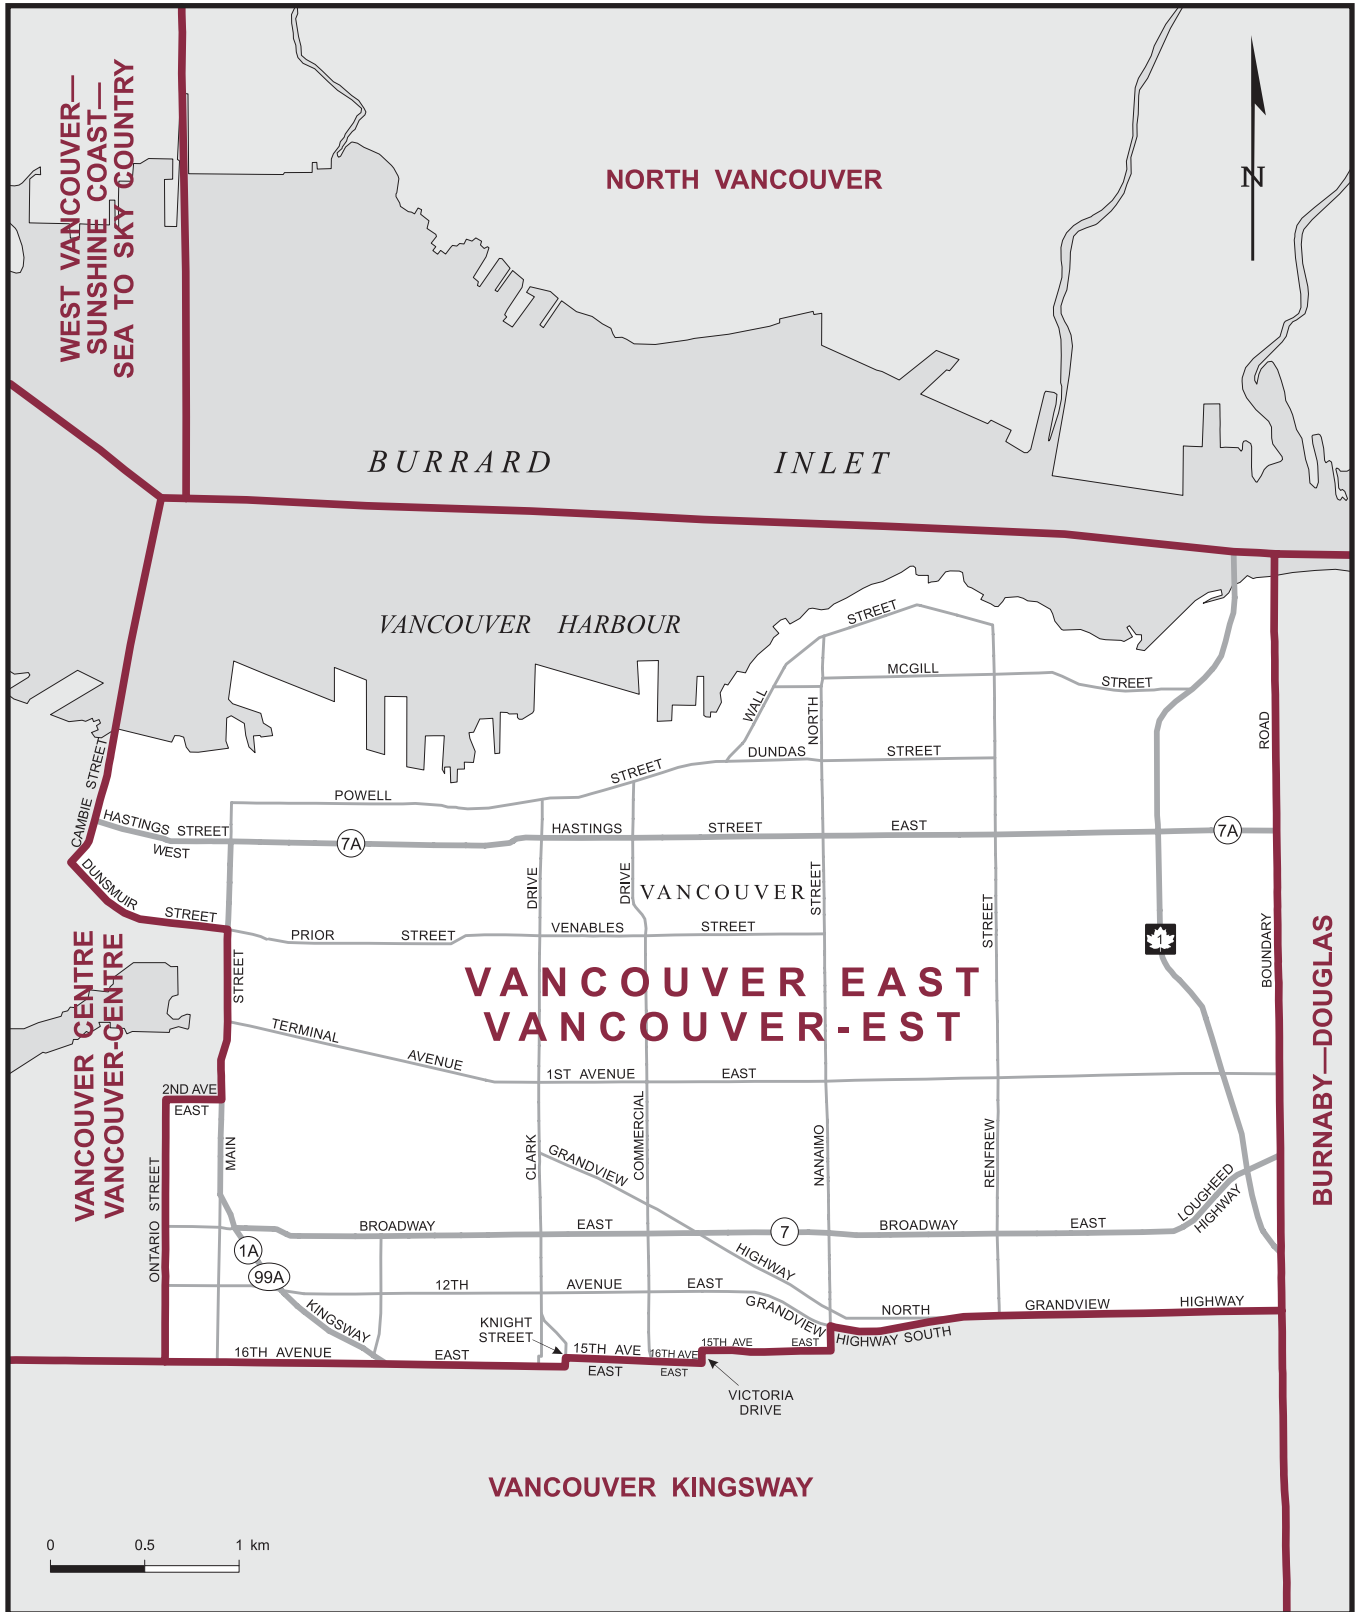 WEST VANCOUVER—
SUNSHINE COAST—
SEA TO SKY COUNTRY
NORTH VANCOUVER
N
BURRARD INLET
VANCOUVER HARBOUR
STREET
MCGILL
STREET
WALL
NORTH
ROAD
DUNDAS
STREET
STREET
POWELL
CAMBIE STREET
HASTINGS STREET
WEST
7A
HASTINGS
STREET
EAST
7A
DUNSMUIR
STREET
DRIVE
DRIVE
VANCOUVER
STREET
STREET
PRIOR
STREET
VENABLES
STREET
1
BOUNDARY
STREET
VANCOUVER EAST
VANCOUVER-EST
VANCOUVER CENTRE
VANCOUVER-CENTRE
BURNABY—DOUGLAS
TERMINAL
AVENUE
1ST AVENUE
EAST
2ND AVE
EAST
MAIN
CLARK
COMMERCIAL
NANAIMO
RENFREW
GRANDVIEW
ONTARIO STREET
LOUGHEED
HIGHWAY
BROADWAY
EAST
7
BROADWAY
EAST
1A
99A
HIGHWAY
12TH
AVENUE
EAST
GRANDVIEW
NORTH
GRANDVIEW
HIGHWAY
KINGSWAY
KNIGHT
STREET
HIGHWAY SOUTH
16TH AVENUE
EAST
15TH AVE
EAST
16TH AVE
EAST
15TH AVE
EAST
VICTORIA
DRIVE
VANCOUVER KINGSWAY
0 0.5 1 km